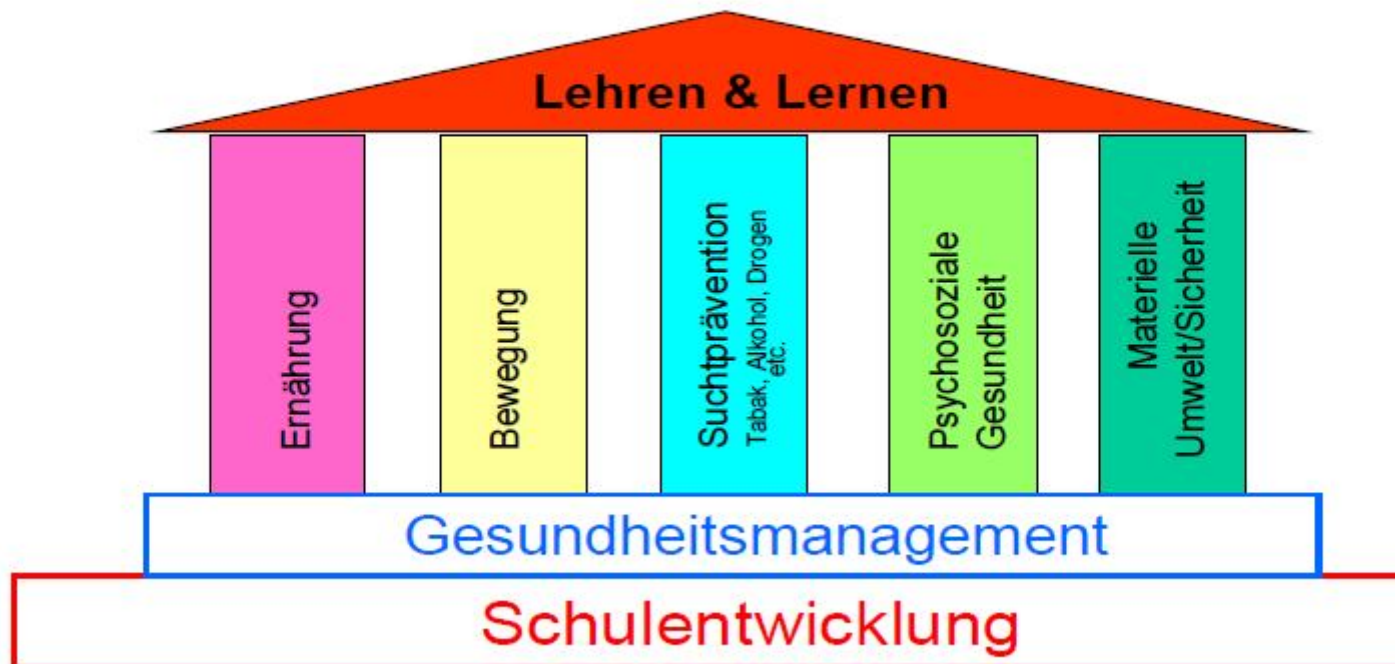 Lehren & Lernen
Ernährung
Bewegung
Suchtprävention
Tabak, Alkohol, Drogen
etc.
Psychosoziale
Gesundheit
Materielle
Umwelt/Sicherheit
Gesundheitsmanagement
Schulentwicklung